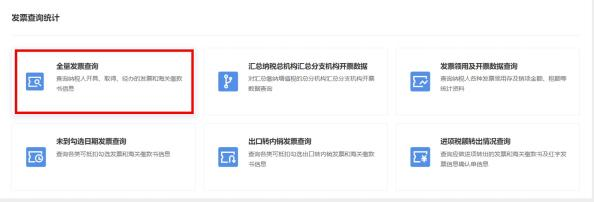 发票查询统计
全量发票查询
查询纳税人开具、取得、经办的发票和海关缴款
书信息
汇总纳税总机构汇总分支机构开票数据
对汇总缴纳增值税的总分机构汇总分支机构开票
数据查询
发票领用及开票数据查询
查询纳税人各种发票领用存及销项金额、税额等
统计资料
未到勾选日期发票查询
查询各类可抵扣勾选发票和海关缴款书信息
出口转内销发票查询
查询各类可抵扣勾选出口转内销发票和海关缴款
书信息
进项税额转出情况查询
查询应做进项转出的发票和海关缴款书及红字发
票信息确认单信息